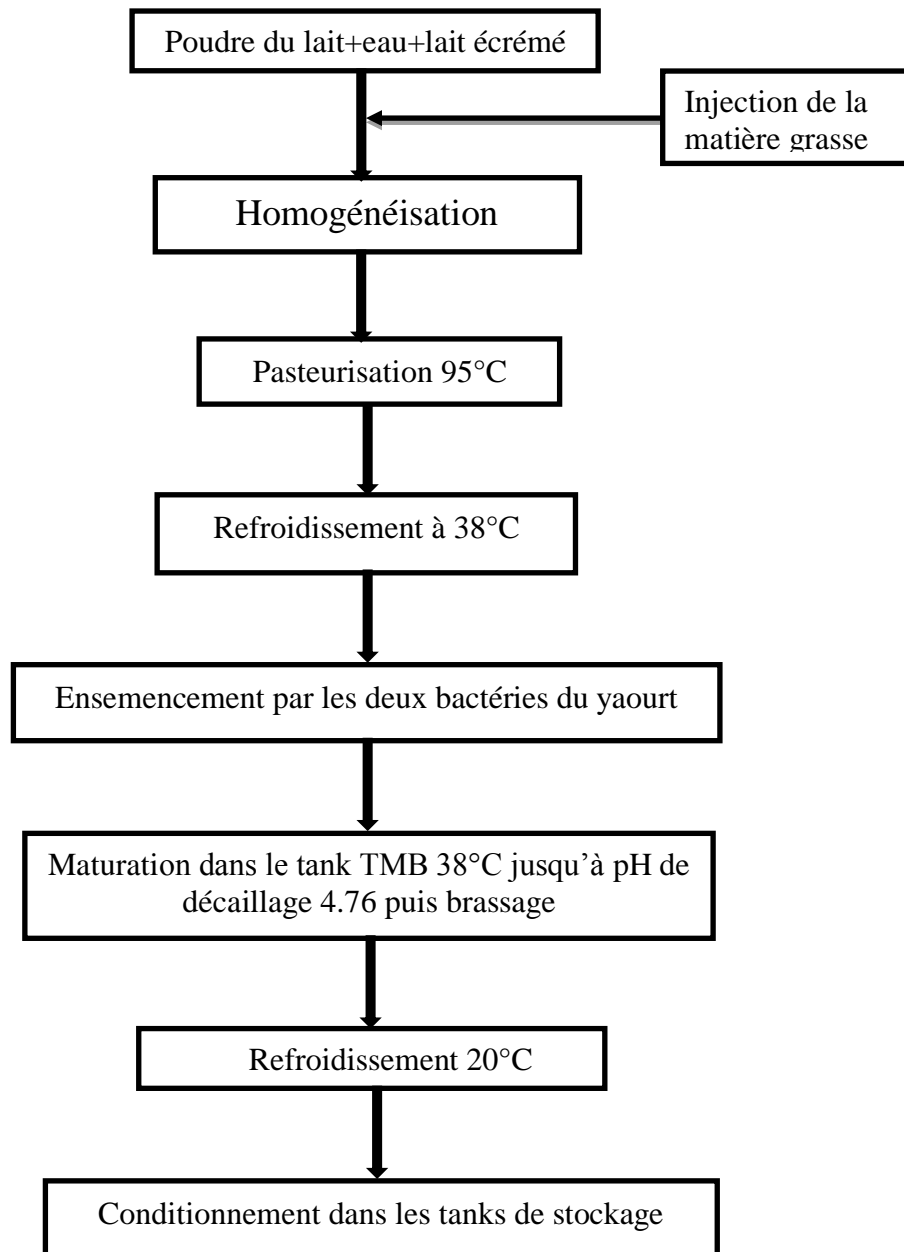 Poudre du lait+eau+lait écrémé
Injection de la
matière grasse
Homogénéisation
Pasteurisation 95°C
Refroidissement à 38°C
Ensemencement par les deux bactéries du yaourt
Maturation dans le tank TMB 38°C jusqu’à pH de
décaillage 4.76 puis brassage
Refroidissement 20°C
Conditionnement dans les tanks de stockage